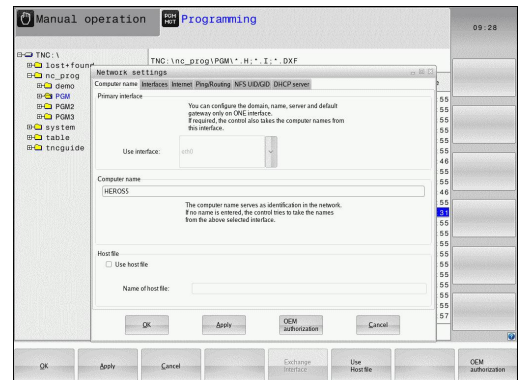 Manual operation
PGM
MGT
Programming
09:28
TNC:\
lost+found
nc_prog
demo
PGM
PGM2
PGM3
system
table
tncguide
TNC:\nc_prog\PGM\*.H;*.I;*.DXF
Network settings
Computer name Interfaces Internet Ping/Routing NFS UID/GID DHCP server
Primary interface
You can configure the domain, name, server and default
gateway only on ONE interface.
If required, the control also takes the computer names from
this interface.
Use interface: eth0
Computer name
HEROS5
The computer name serves as identification in the network.
If no name is entered, the control tries to take the names
from the above selected interface.
Host file
Use host file
Name of host file:
OK Apply OEM authorization Cancel
55
55
55
55
55
55
46
55
55
46
55
31
55
55
55
55
55
55
55
55
55
57
OK Apply Cancel Exchange Interface Use Host file OEM authorization